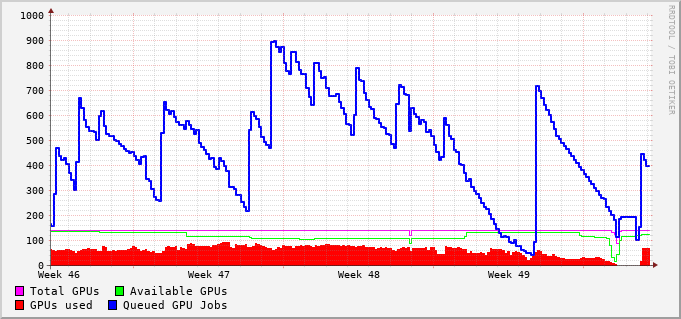 1000
900
800
700
600
500
400
300
200
100
0
Week 46 Week 47 Week 48 Week 49
Total GPUs Available GPUs
GPUs used Queued GPU Jobs
RRDTOOL / TOBI OETIKER